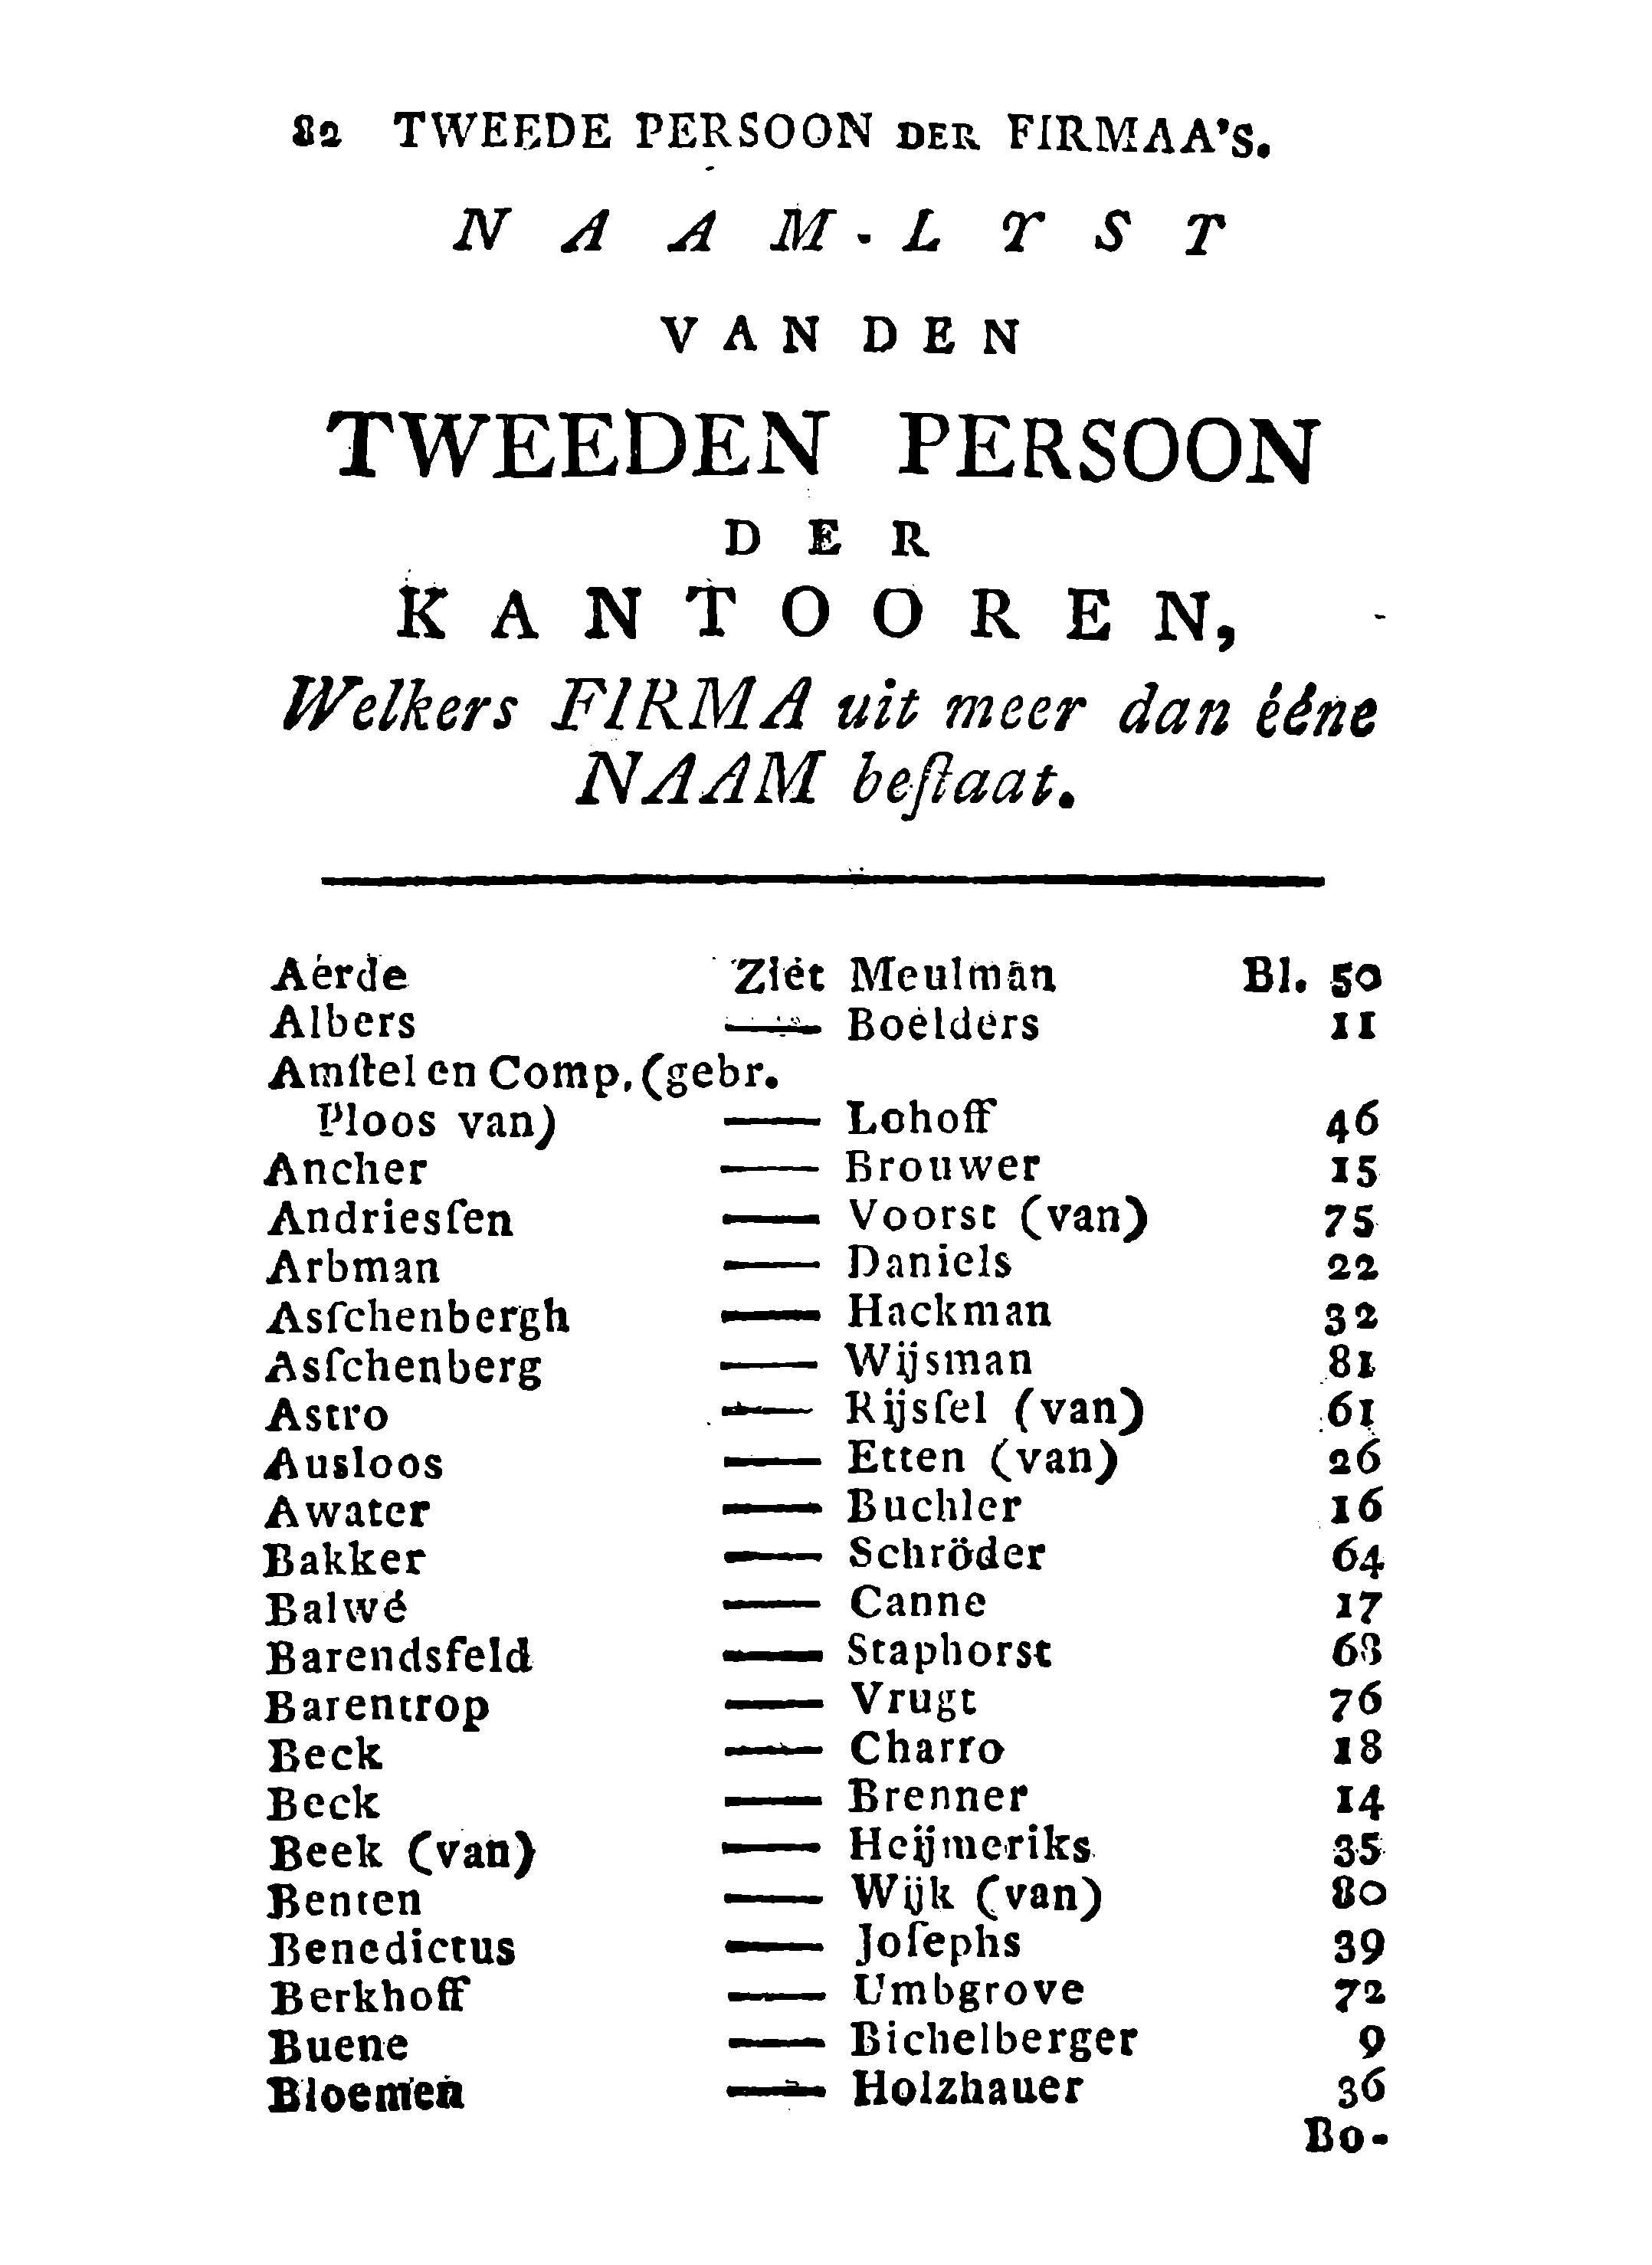 82 TWEEDE PERSOON DER FIRMAA'S.
NAAM-LYST
VAN DEN
TWEEDEN PERSOON
DER
KANTOOREN,
Welkers FIRMA uit meer dan ééne
NAAM beſtaat.
Aerde Ziet Meulman Bl. 50
Albers — Boelders 11
Amſtel en Comp. (gebr.
Ploos van) — Lohoff 46
Ancher — Brouwer 15
Andriesſen — Voorst (van) 75
Arbman — Daniels 22
Asſchenbergh — Hackman 32
Asſchenberg — Wijsman 81
Astro — Rijsſel (van) 61
Ausloos — Etten (van) 26
Awater — Buchler 16
Bakker — Schröder 64
Balwé — Canne 17
Barendsfeld — Staphorst 68
Barentrop — Vrugt 76
Beck — Charro 18
Beck — Brenner 14
Beek (van) — Heijmeriks 35
Benten — Wijk (van) 80
Benedictus — Joſephs 39
Berkhoff — Umbgrove 72
Buene — Bichelberger 9
Bloemen — Holzhauer 36
Bo-